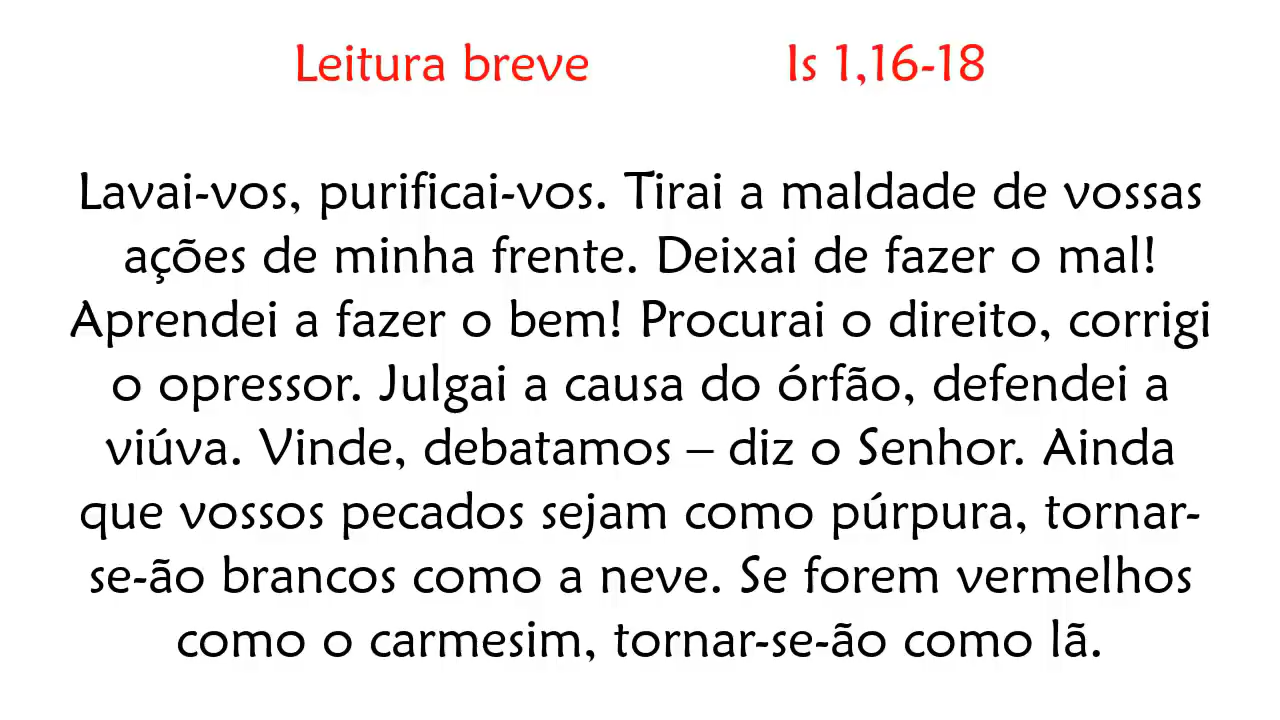 Leitura breve Is 1,16-18
Lavai-vos, purificai-vos. Tirai a maldade de vossas
ações de minha frente. Deixai de fazer o mal!
Aprendei a fazer o bem! Procurai o direito, corrigi
o opressor. Julgai a causa do órfão, defendei a
viúva. Vinde, debatamos – diz o Senhor. Ainda
que vossos pecados sejam como púrpura, tornar-
se-ão brancos como a neve. Se forem vermelhos
como o carmesim, tornar-se-ão como lã.